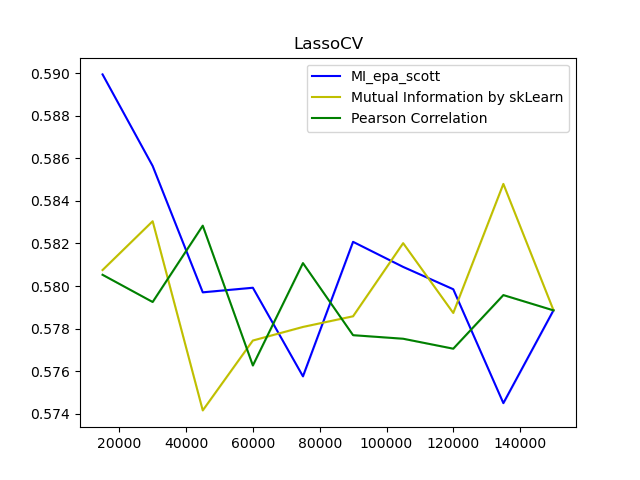 LassoCV
MI_epa_scott
Mutual Information by skLearn
Pearson Correlation
0.590
0.588
0.586
0.584
0.582
0.580
0.578
0.576
0.574
20000 40000 60000 80000 100000 120000 140000